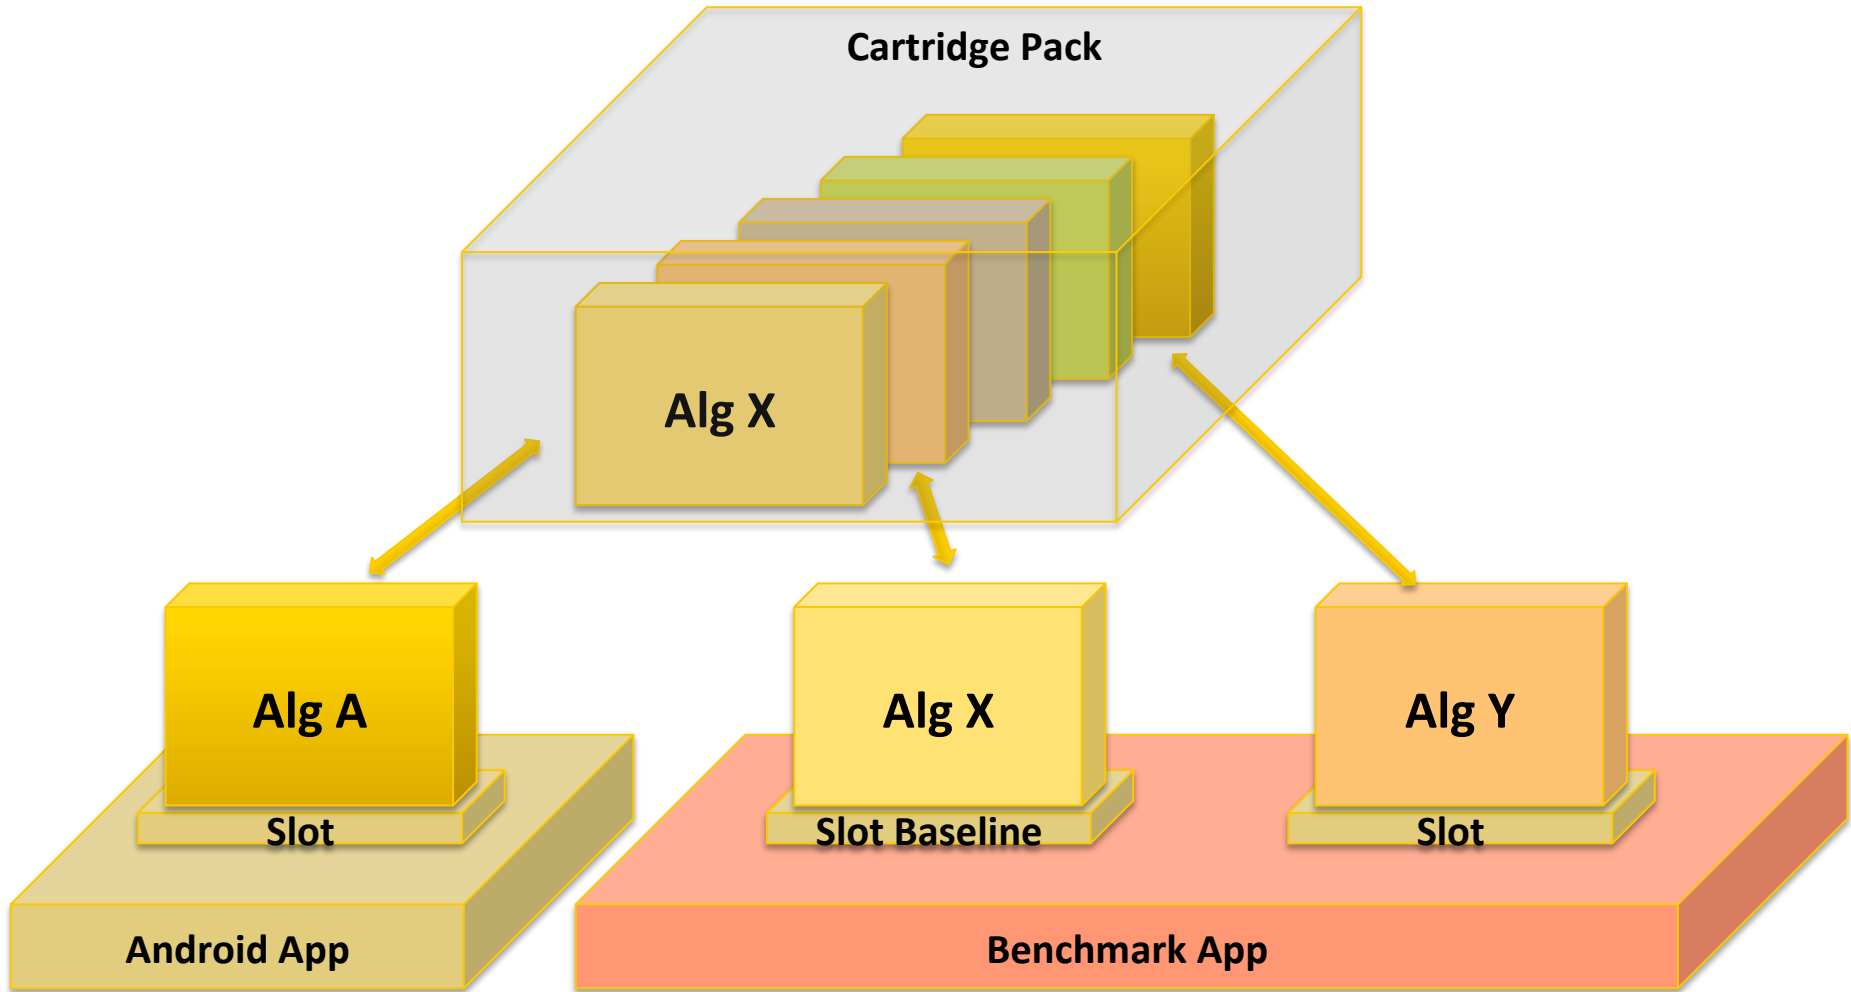 Cartridge Pack
Alg X
Alg A
Alg X
Alg Y
Slot
Slot Baseline
Slot
Android App
Benchmark App